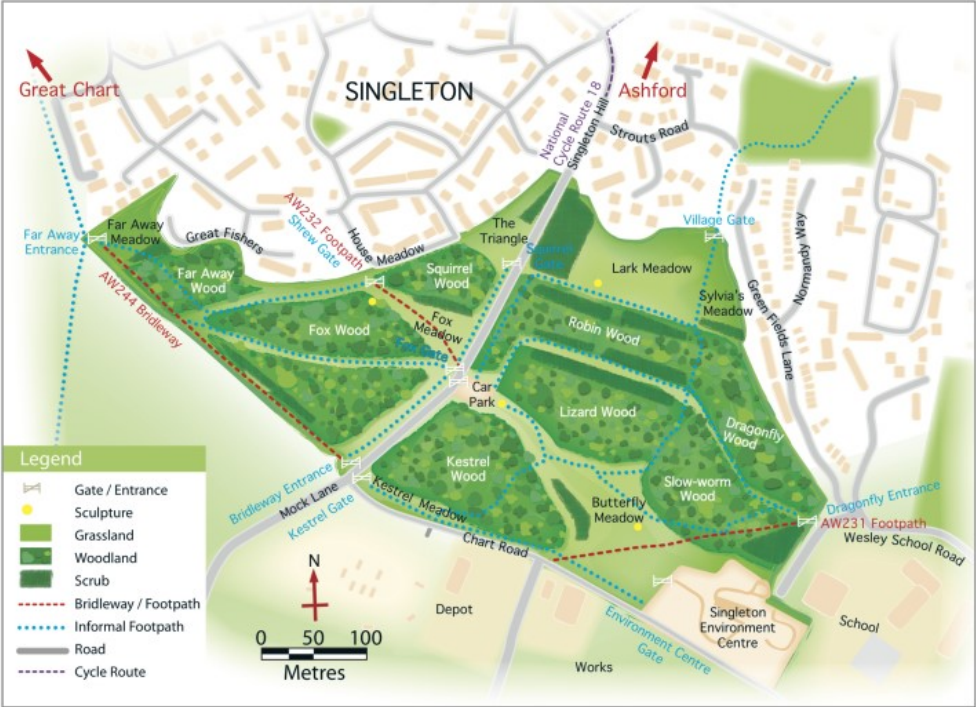 Great Chart
SINGLETON
Ashford
National
Cycle Route 18
Singleton Hill
Strouts Road
AW232 Footpath
Shrew Gate
House Meadow
The
Triangle
Squirrel
Gate
Village Gate
Normandy Way
Green Fields Lane
Far Away
Entrance
Far Away
Meadow
Great Fishers
Far Away
Wood
Squirrel
Wood
Lark Meadow
Sylvia's
Meadow
AW244 Bridleway
Fox Wood
Fox
Meadow
Fox Gate
Robin Wood
Car
Park
Lizard Wood
Dragonfly
Wood
Kestrel
Wood
Slow-worm
Wood
Butterfly
Meadow
Bridleway Entrance
Mock Lane
Kestrel Gate
Kestrel Meadow
Chart Road
Dragonfly Entrance
AW231 Footpath
Wesley School Road
Depot
Works
Environment Centre
Gate
Singleton
Environment
Centre
School
Legend
Gate / Entrance
Sculpture
Grassland
Woodland
Scrub
Bridleway / Footpath
Informal Footpath
Road
Cycle Route
N
0 50 100
Metres